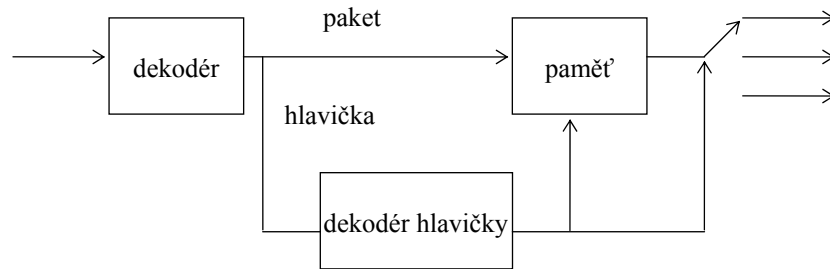 paket
dekodér
paměť
hlavička
dekodér hlavičky